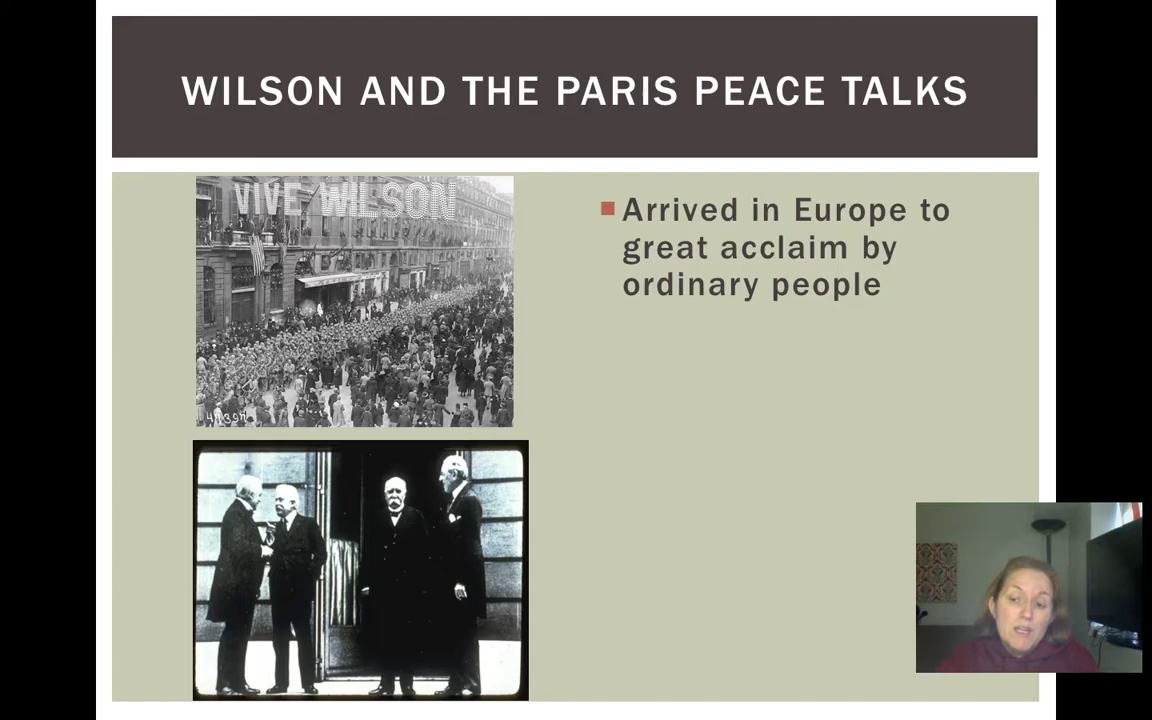 WILSON AND THE PARIS PEACE TALKS
VIVE WILSON
Arrived in Europe to
great acclaim by
ordinary people